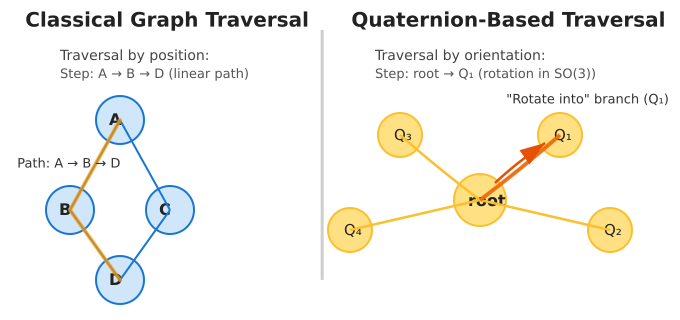 Classical Graph Traversal
Traversal by position:
Step: A → B → D (linear path)
A
Path: A → B → D
B
C
D
Quaternion-Based Traversal
Traversal by orientation:
Step: root → Q₁ (rotation in SO(3))
"Rotate into" branch (Q₁)
Q₃
Q₁
root
Q₄
Q₂